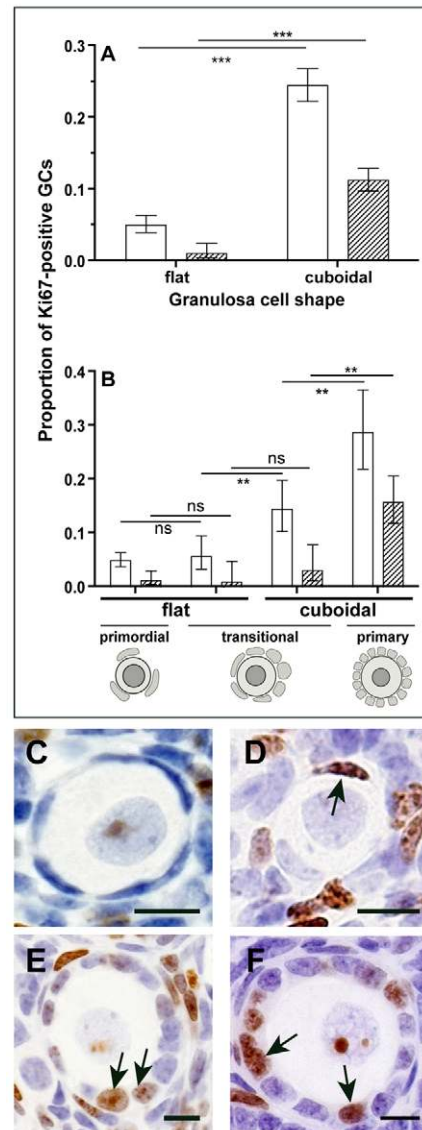 A
***
***
Proportion of Ki67-positive GCs
0.3
0.2
0.1
0.0
flat
cuboidal
Granulosa cell shape
B
**
**
ns
**
ns
ns
0.4
0.3
0.2
0.1
0.0
flat
cuboidal
primordial
transitional
primary
C
D
E
F